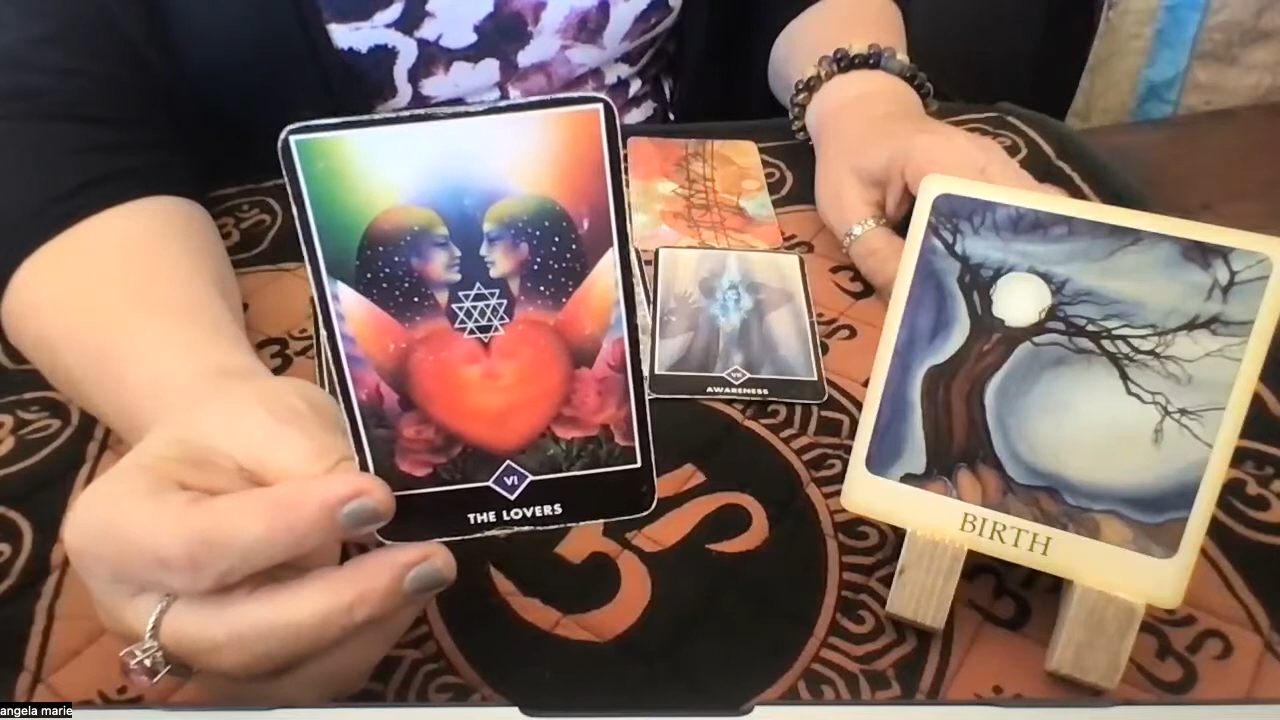 VI
THE LOVERS
VII
AWARENESS
BIRTH
ॐ
angela marie